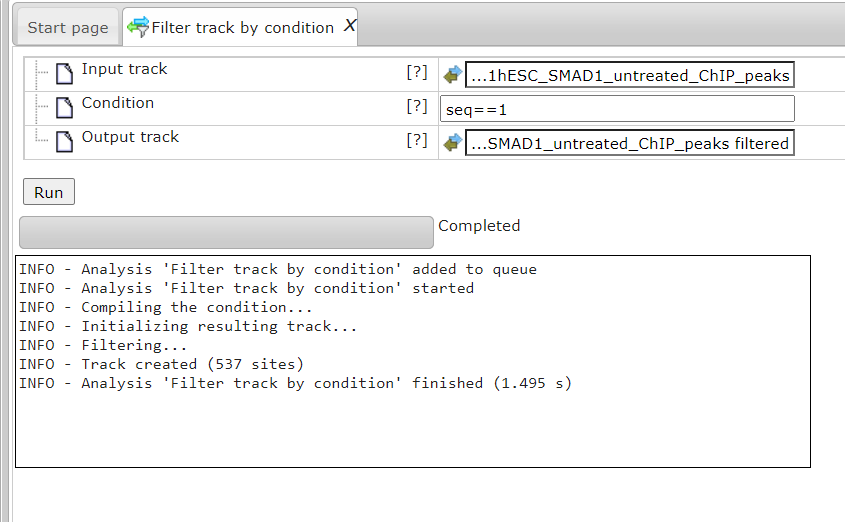 Start page
Filter track by condition X
Input track [?] ...1hESC_SMAD1_untreated_ChIP_peaks
Condition [?] seq==1
Output track [?] ...SMAD1_untreated_ChIP_peaks filtered
Run
Completed
INFO - Analysis 'Filter track by condition' added to queue
INFO - Analysis 'Filter track by condition' started
INFO - Compiling the condition...
INFO - Initializing resulting track...
INFO - Filtering...
INFO - Track created (537 sites)
INFO - Analysis 'Filter track by condition' finished (1.495 s)